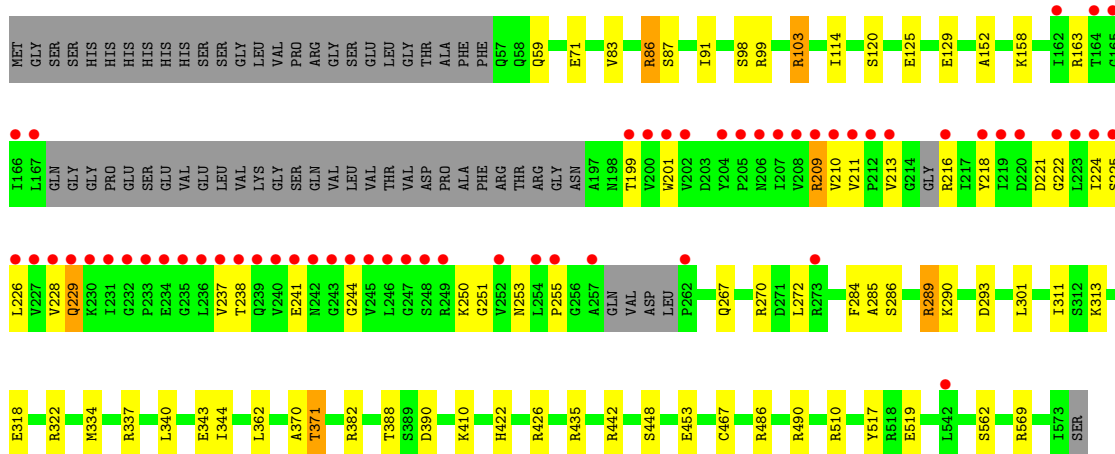 MET GLY SER SER HIS HIS HIS HIS HIS HIS SER SER GLY LEU VAL PRO ARG GLY SER GLU LEU GLY THR ALA PHE PHE Q57 Q58 Q59 E71 V83 R86 S87 I91 S98 R99 R103 I114 S120 E125 E129 A152 K158 I162 R163 T164 G165
I166 L167 GLN GLY GLY PRO GLU SER GLU VAL GLU LEU VAL LYS GLY SER GLN VAL LEU VAL THR VAL ASP PRO ALA PHE ARG THR ARG GLY ASN A197 N198 T199 V200 W201 V202 D203 Y204 P205 N206 I207 V208 R209 V210 V211 P212 V213 G214 GLY R216 I217 Y218 I219 D220 D221 G222 L223 I224 S225
L226 V227 V228 Q229 K230 I231 G232 P233 E234 G235 L236 V237 T238 Q239 V240 E241 N242 G243 G244 V245 L246 G247 S248 R249 K250 G251 V252 N253 L254 P255 G256 A257 GLN VAL ASP LEU P262 Q267 R270 D271 L272 R273 F284 A285 S286 R289 K290 D293 L301 I311 S312 K313
E318 R322 M334 R337 L340 E343 I344 L362 A370 T371 R382 T388 S389 D390 K410 H422 R426 R435 R442 S448 E453 C467 R486 R490 R510 Y517 R518 E519 L542 S562 R569 I573 SER